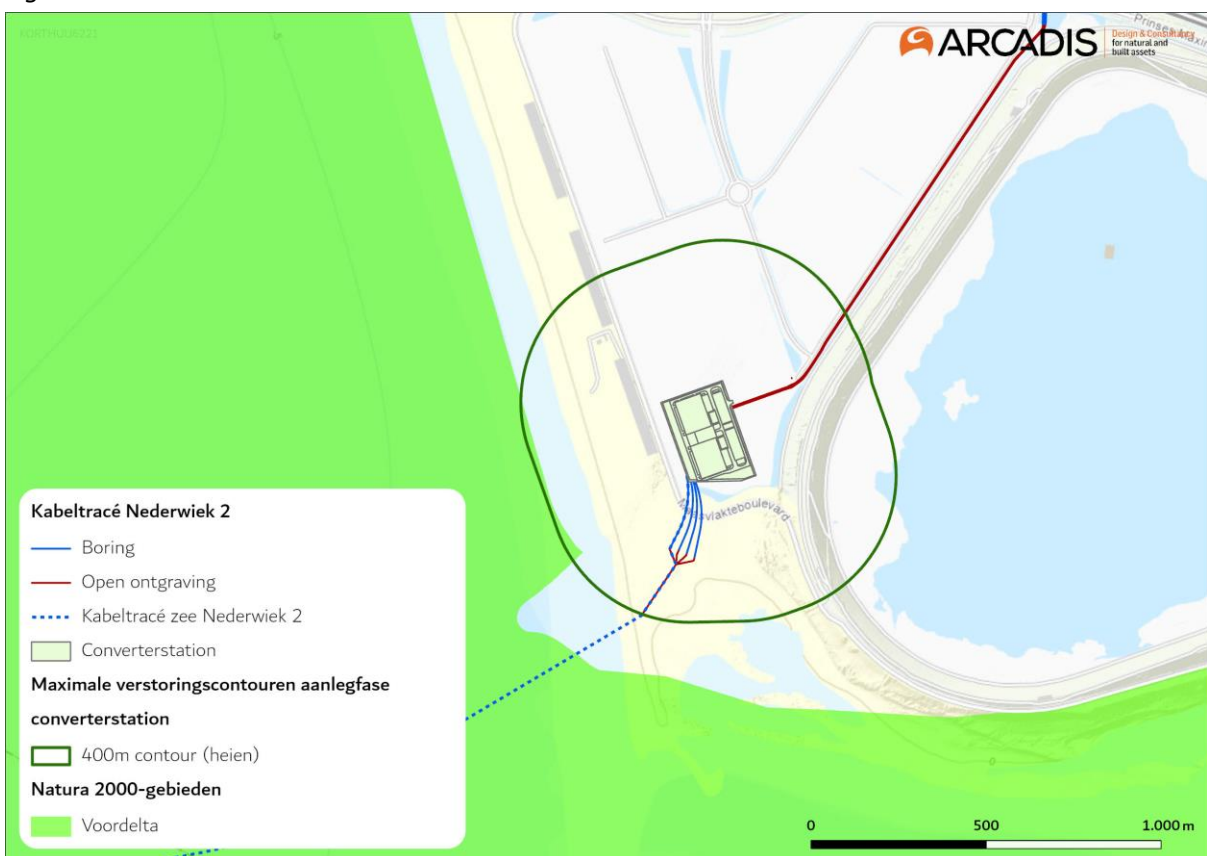 ARCADIS
Design & Consultancy
for natural and
built assets
Maasvlakteboulevard
Kabeltracé Nederwiek 2
Boring
Open ontgraving
Kabeltracé zee Nederwiek 2
Converterstation
Maximale verstoringscontouren aanlegfase
converterstation
400m contour (heien)
Natura 2000-gebieden
Voordelta
0 500 1.000 m